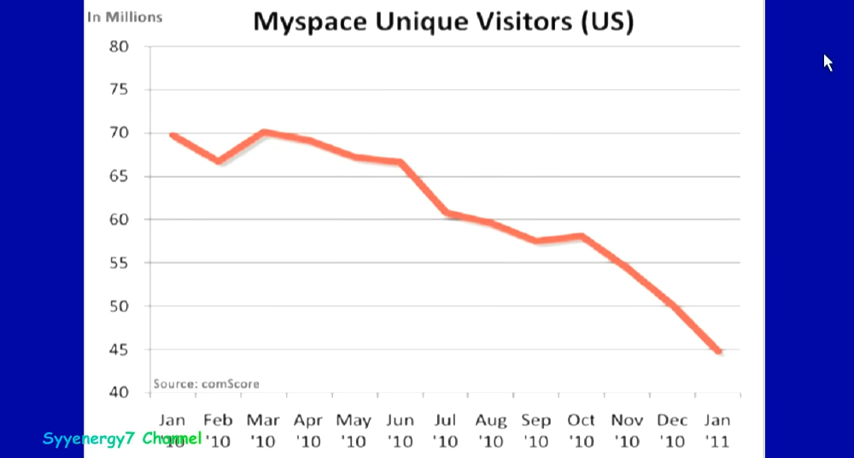 In Millions
Myspace Unique Visitors (US)
80
75
70
65
60
55
50
45
40
Source: comScore
Jan Feb Mar Apr May Jun Jul Aug Sep Oct Nov Dec Jan
'10 '10 '10 '10 '10 '10 '10 '10 '10 '10 '10 '10 '11
Syyenergy7 Channel